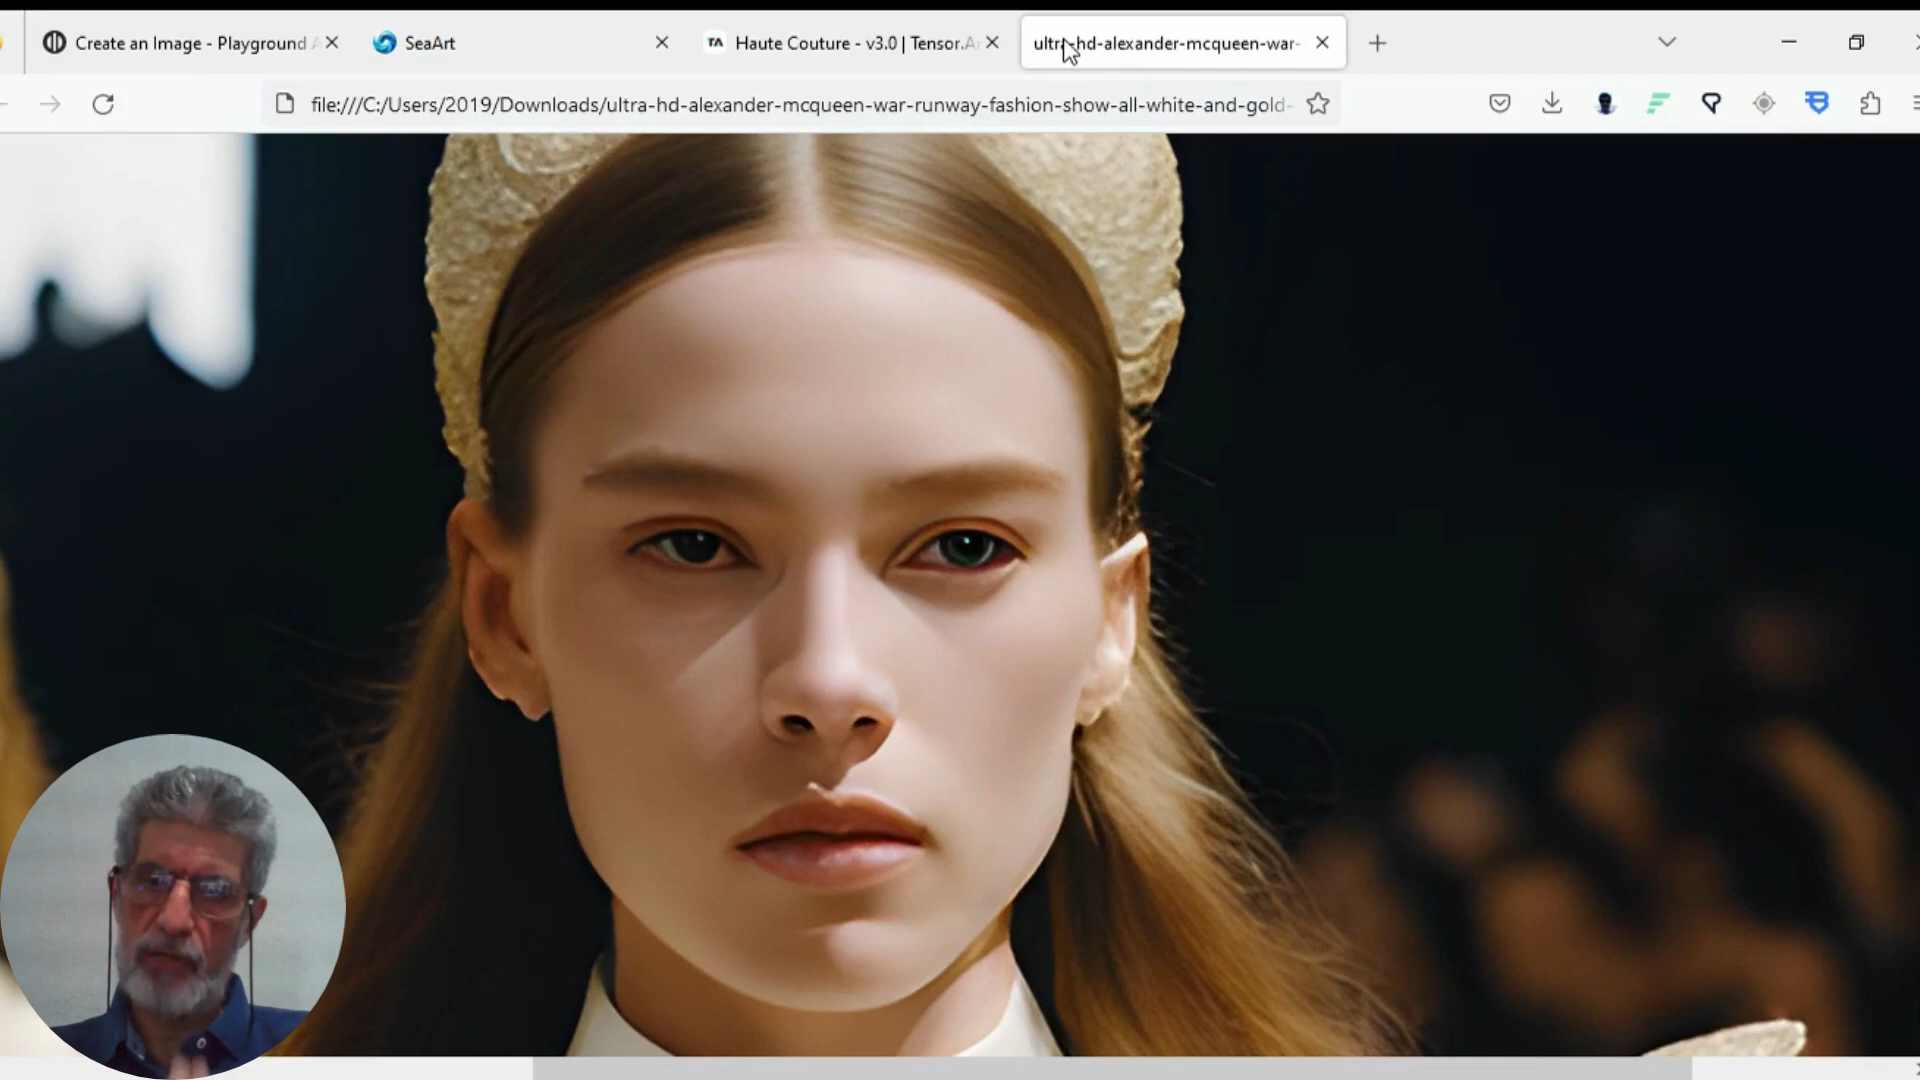 Create an Image - Playground A
SeaArt
TA Haute Couture - v3.0 | Tensor.A
ultra-hd-alexander-mcqueen-war-
file:///C:/Users/2019/Downloads/ultra-hd-alexander-mcqueen-war-runway-fashion-show-all-white-and-gold-